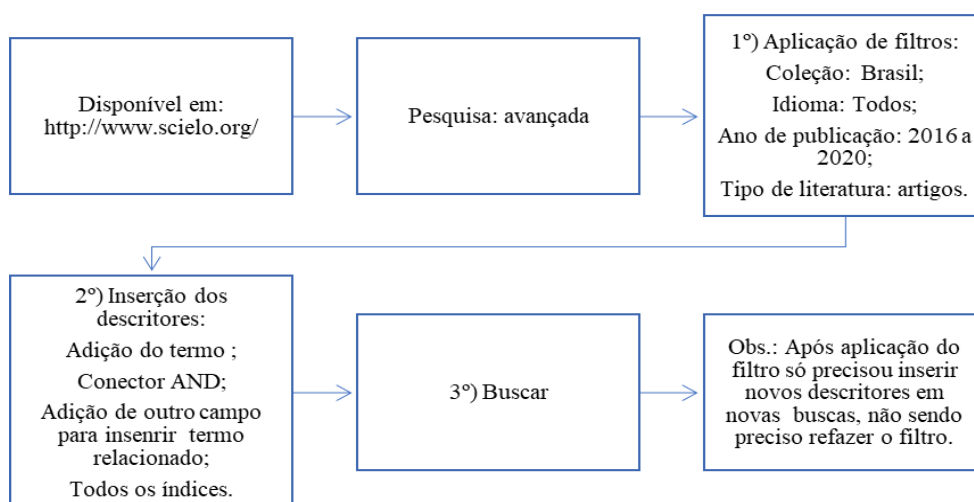 Disponível em:
http://www.scielo.org/
Pesquisa: avançada
1º) Aplicação de filtros:
Coleção: Brasil;
Idioma: Todos;
Ano de publicação: 2016 a
2020;
Tipo de literatura: artigos.
2º) Inserção dos
descritores:
Adição do termo ;
Conector AND;
Adição de outro campo
para insenrir termo
relacionado;
Todos os índices.
3º) Buscar
Obs.: Após aplicação do
filtro só precisou inserir
novos descritores em
novas buscas, não sendo
preciso refazer o filtro.